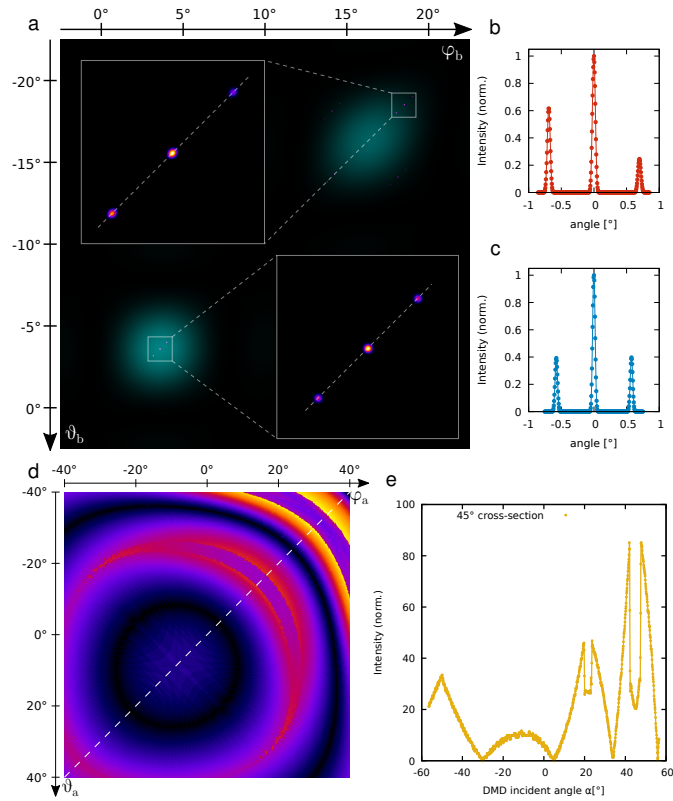 a
0° 5° 10° 15° 20°
φb
-20°
-15°
-10°
-5°
0°
ϑb
b
Intensity (norm.)
1
0.8
0.6
0.4
0.2
0
-1 -0.5 0 0.5 1
angle [°]
c
Intensity (norm.)
1
0.8
0.6
0.4
0.2
0
-1 -0.5 0 0.5 1
angle [°]
d
-40° -20° 0° 20° 40°
φa
-40°
-20°
0°
20°
40°
ϑa
e
45° cross-section
Intensity (norm.)
100
80
60
40
20
0
-60 -40 -20 0 20 40 60
DMD incident angle α[°]